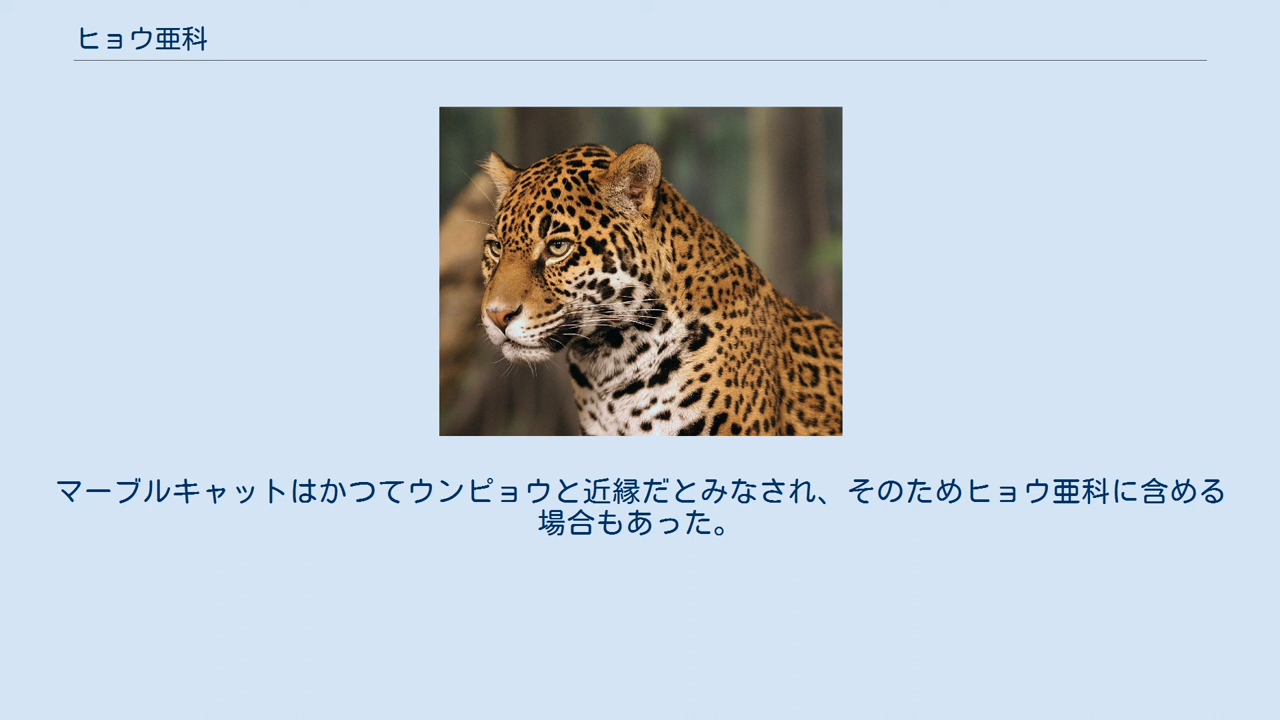 ヒョウ亜科
マーブルキャットはかつてウンピョウと近縁だとみなされ、そのためヒョウ亜科に含める
場合もあった。